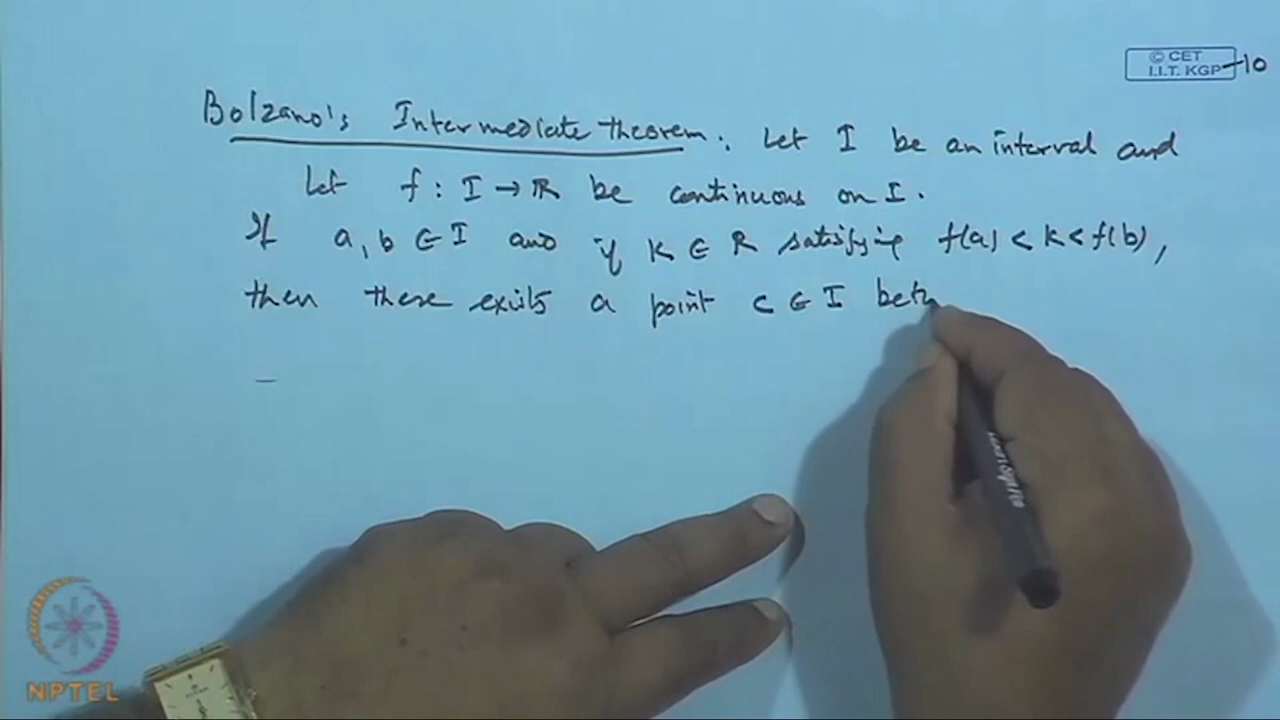 © CET
I.I.T. KGP
10
Bolzano's Intermediate theorem. Let I be an interval and
Let f : I → R be continuous on I.
If a, b ∈ I and if k ∈ R satisfying f(a) < k < f(b),
then there exists a point c ∈ I betw
NPTEL